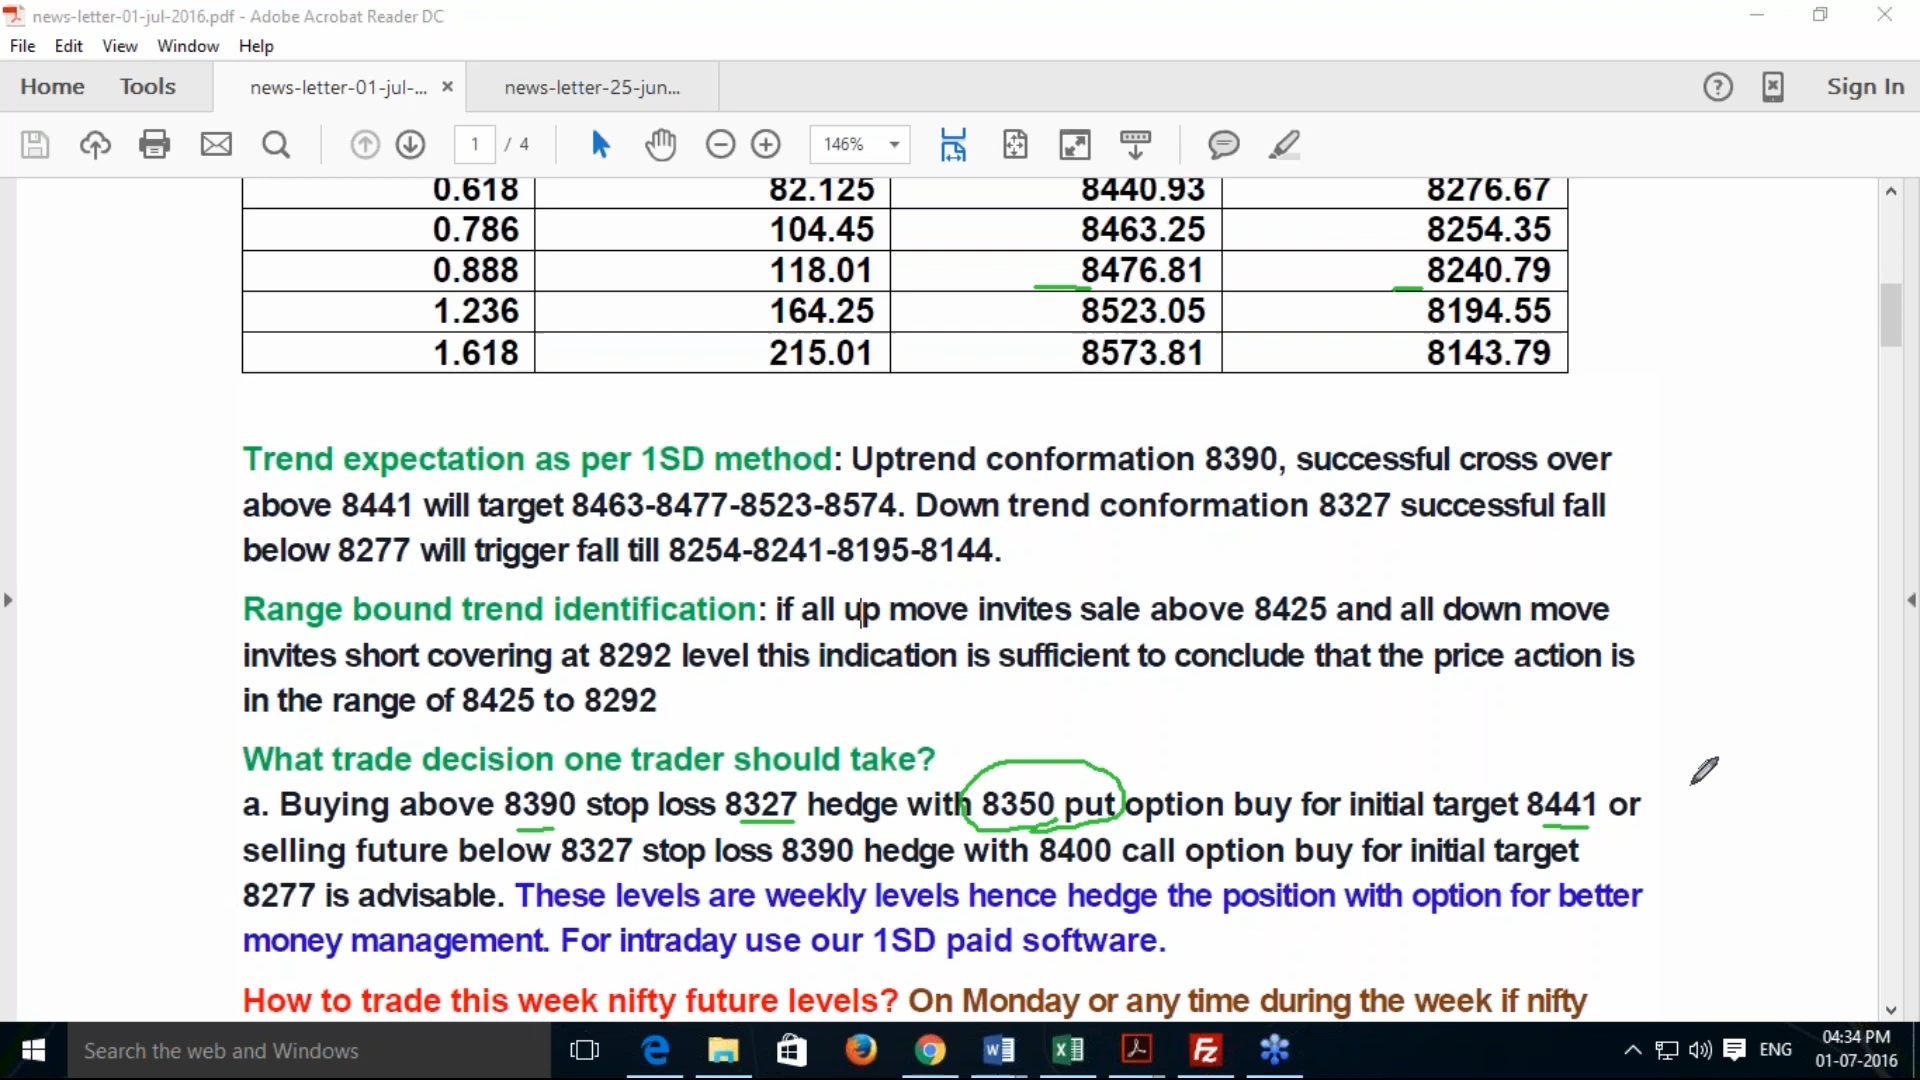 news-letter-01-jul-2016.pdf - Adobe Acrobat Reader DC
File Edit View Window Help
Home Tools news-letter-01-jul-... × news-letter-25-jun... Sign In
1 / 4 146%
0.618 82.125 8440.93 8276.67
0.786 104.45 8463.25 8254.35
0.888 118.01 8476.81 8240.79
1.236 164.25 8523.05 8194.55
1.618 215.01 8573.81 8143.79
Trend expectation as per 1SD method: Uptrend conformation 8390, successful cross over
above 8441 will target 8463-8477-8523-8574. Down trend conformation 8327 successful fall
below 8277 will trigger fall till 8254-8241-8195-8144.
Range bound trend identification: if all up move invites sale above 8425 and all down move
invites short covering at 8292 level this indication is sufficient to conclude that the price action is
in the range of 8425 to 8292
What trade decision one trader should take?
a. Buying above 8390 stop loss 8327 hedge with 8350 put option buy for initial target 8441 or
selling future below 8327 stop loss 8390 hedge with 8400 call option buy for initial target
8277 is advisable. These levels are weekly levels hence hedge the position with option for better
money management. For intraday use our 1SD paid software.
How to trade this week nifty future levels? On Monday or any time during the week if nifty
Search the web and Windows
ENG
04:34 PM
01-07-2016